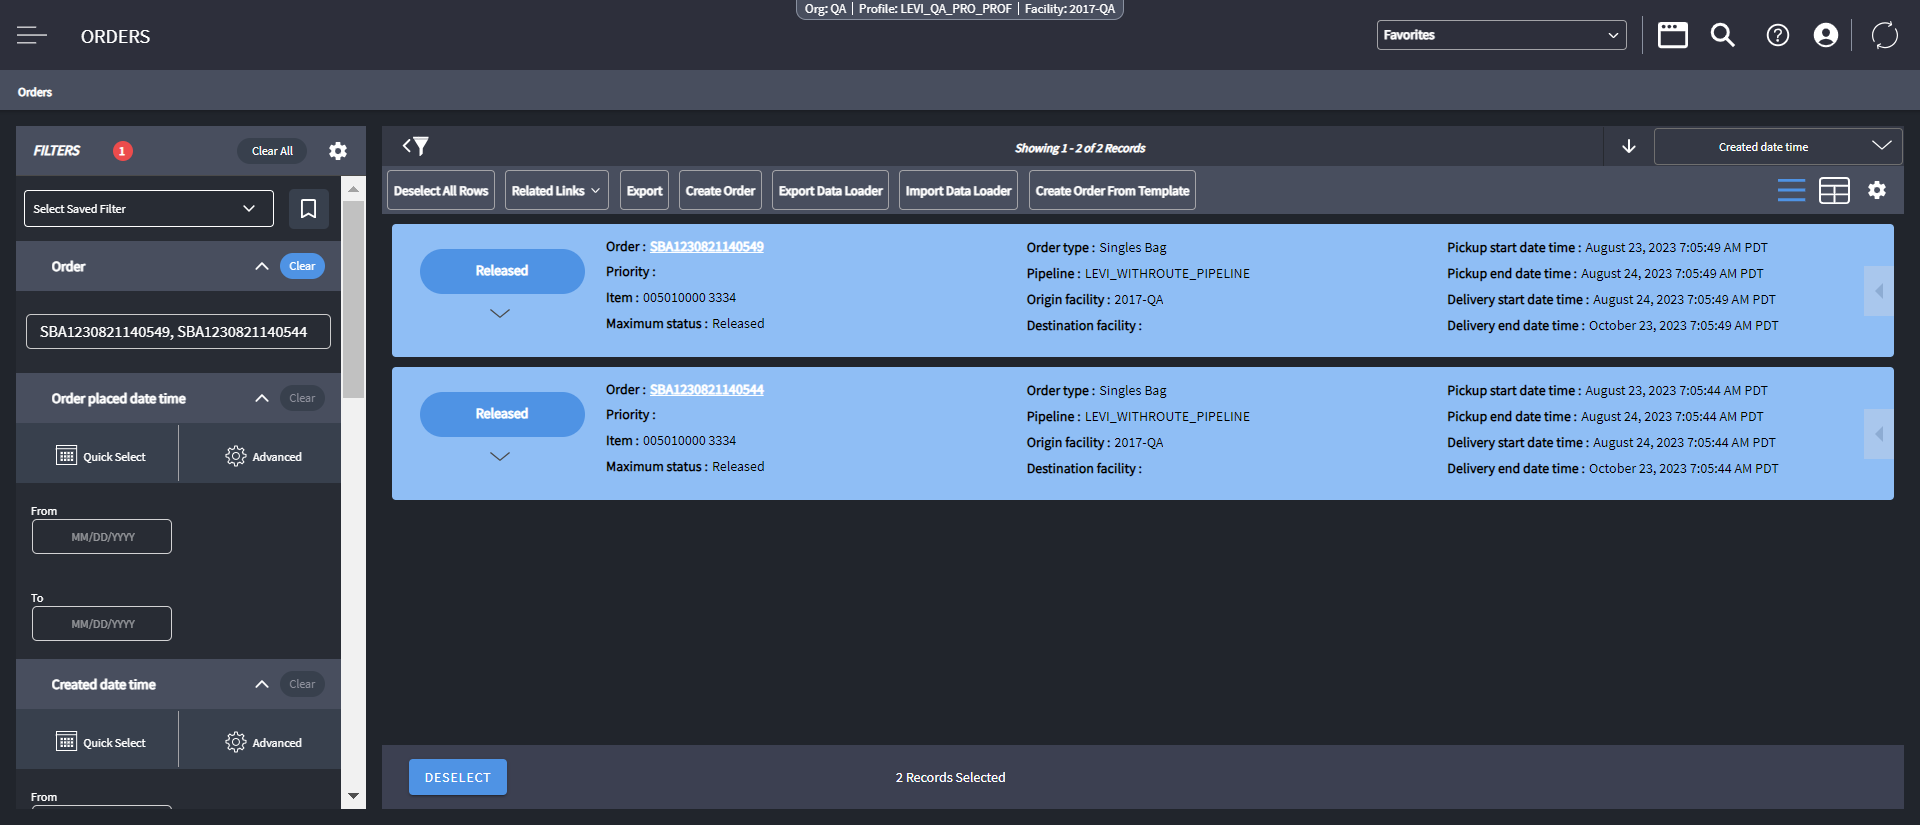 Org: QA | Profile: LEVI_QA_PRO_PROF | Facility: 2017-QA
ORDERS
Favorites
Orders
FILTERS 1 Clear All
Select Saved Filter
Order Clear
SBA1230821140549, SBA1230821140544
Order placed date time Clear
Quick Select Advanced
From
MM/DD/YYYY
To
MM/DD/YYYY
Created date time Clear
Quick Select Advanced
From
Showing 1 - 2 of 2 Records
Created date time
Deselect All Rows Related Links Export Create Order Export Data Loader Import Data Loader Create Order From Template
Released
Order : SBA1230821140549
Priority :
Item : 005010000 3334
Maximum status : Released
Order type : Singles Bag
Pipeline : LEVI_WITHROUTE_PIPELINE
Origin facility : 2017-QA
Destination facility :
Pickup start date time : August 23, 2023 7:05:49 AM PDT
Pickup end date time : August 24, 2023 7:05:49 AM PDT
Delivery start date time : August 24, 2023 7:05:49 AM PDT
Delivery end date time : October 23, 2023 7:05:49 AM PDT
Released
Order : SBA1230821140544
Priority :
Item : 005010000 3334
Maximum status : Released
Order type : Singles Bag
Pipeline : LEVI_WITHROUTE_PIPELINE
Origin facility : 2017-QA
Destination facility :
Pickup start date time : August 23, 2023 7:05:44 AM PDT
Pickup end date time : August 24, 2023 7:05:44 AM PDT
Delivery start date time : August 24, 2023 7:05:44 AM PDT
Delivery end date time : October 23, 2023 7:05:44 AM PDT
DESELECT
2 Records Selected